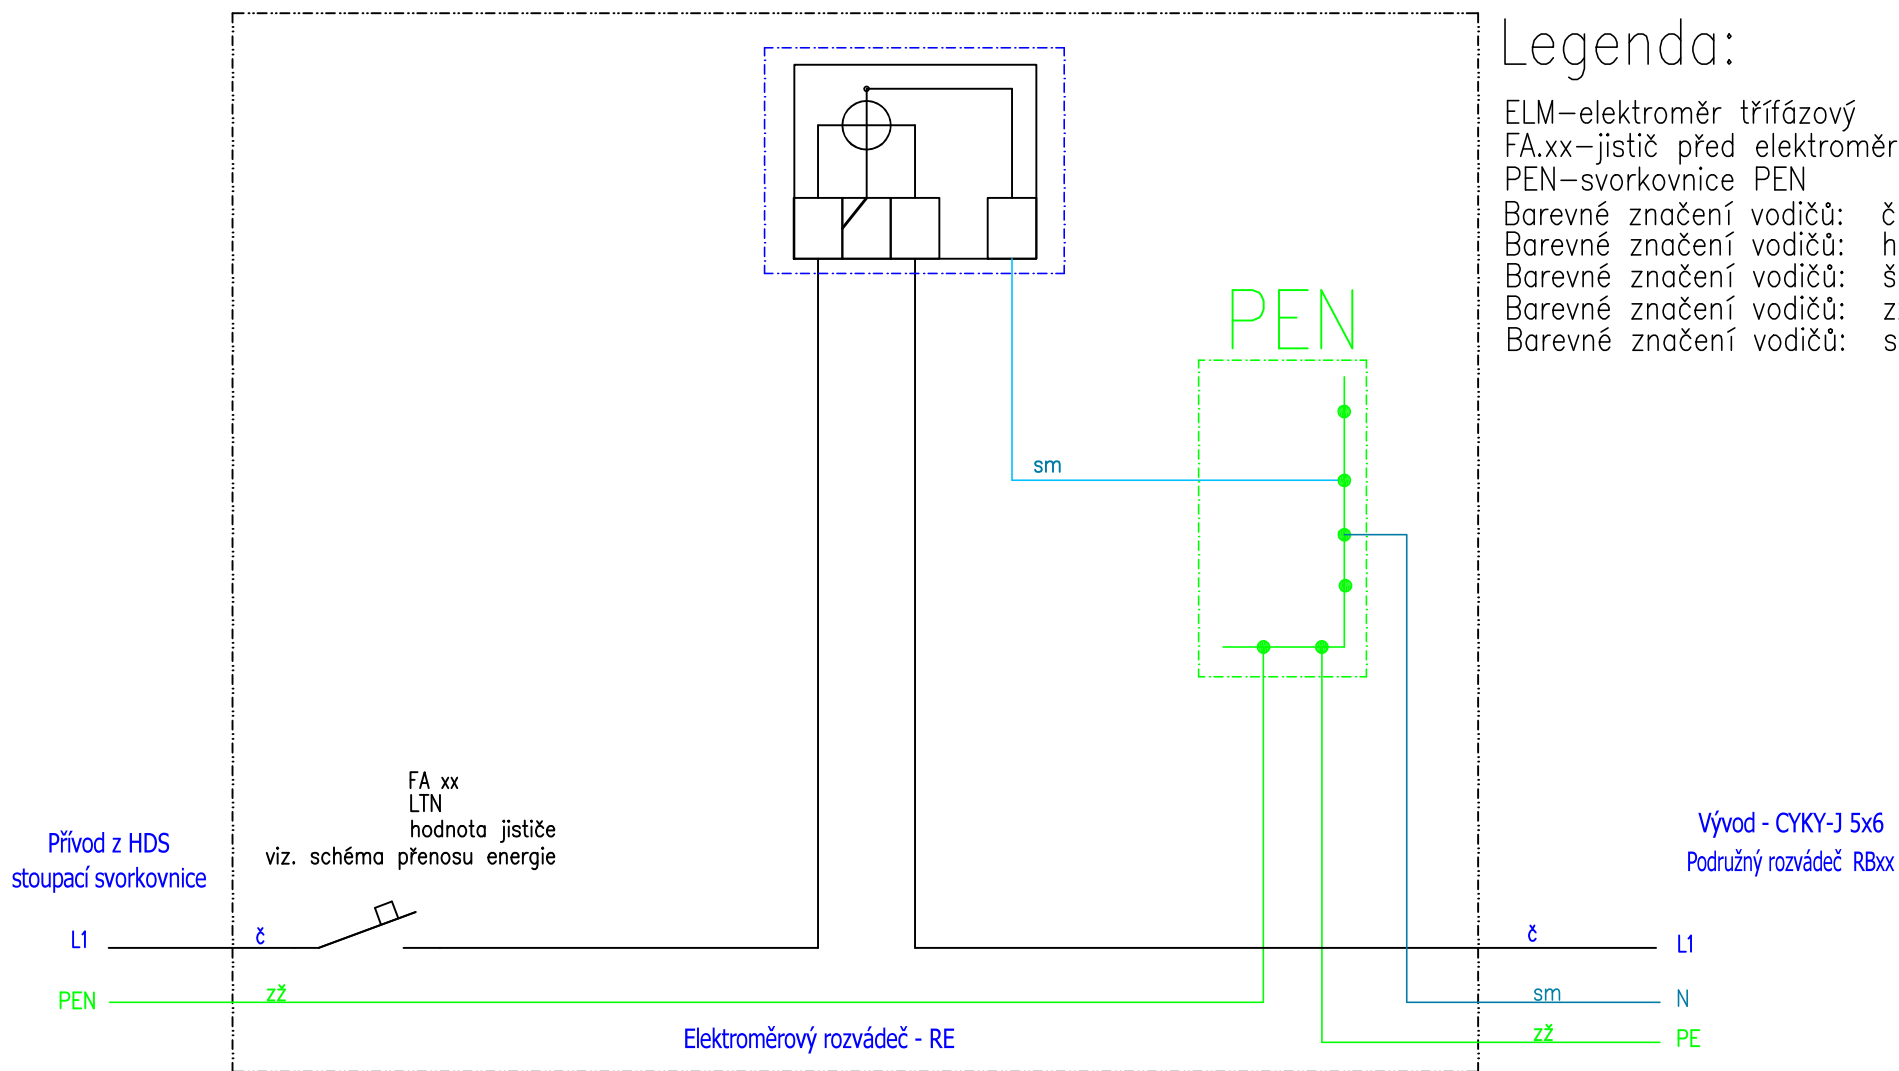 Legenda:
ELM-elektroměr třífázový
FA.xx-jistič před elektroměr
PEN-svorkovnice PEN
Barevné značení vodičů: č
Barevné značení vodičů: h
Barevné značení vodičů: š
Barevné značení vodičů: z
Barevné značení vodičů: s
PEN
sm
FA xx
LTN
hodnota jističe
viz. schéma přenosu energie
Přívod z HDS
stoupací svorkovnice
Vývod - CYKY-J 5x6
Podružný rozváděč RBxx
L1
č
č
L1
PEN
zž
sm
N
Elektroměrový rozváděč - RE
zž
PE